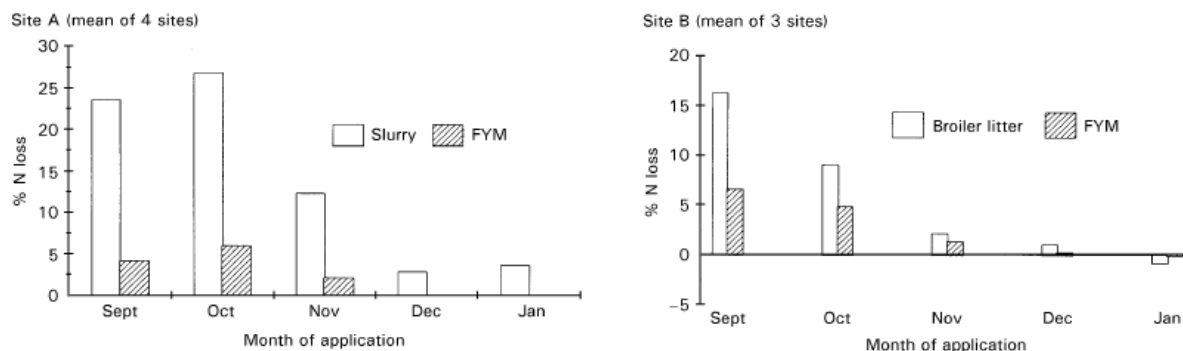 Site A (mean of 4 sites)
30
25
20
15
10
5
0
% N loss
Slurry FYM
Sept Oct Nov Dec Jan
Month of application
Site B (mean of 3 sites)
20
15
10
5
0
−5
% N loss
Broiler litter FYM
Sept Oct Nov Dec Jan
Month of application